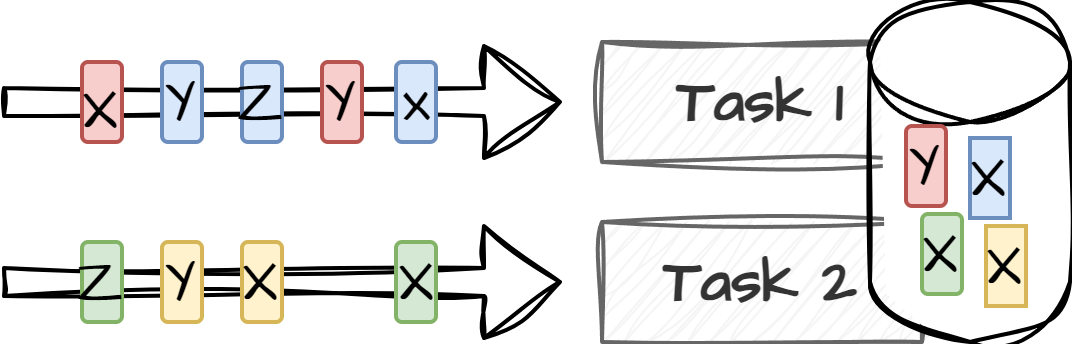 X Y Z Y X Task 1
Y X
X X
Z Y X X Task 2